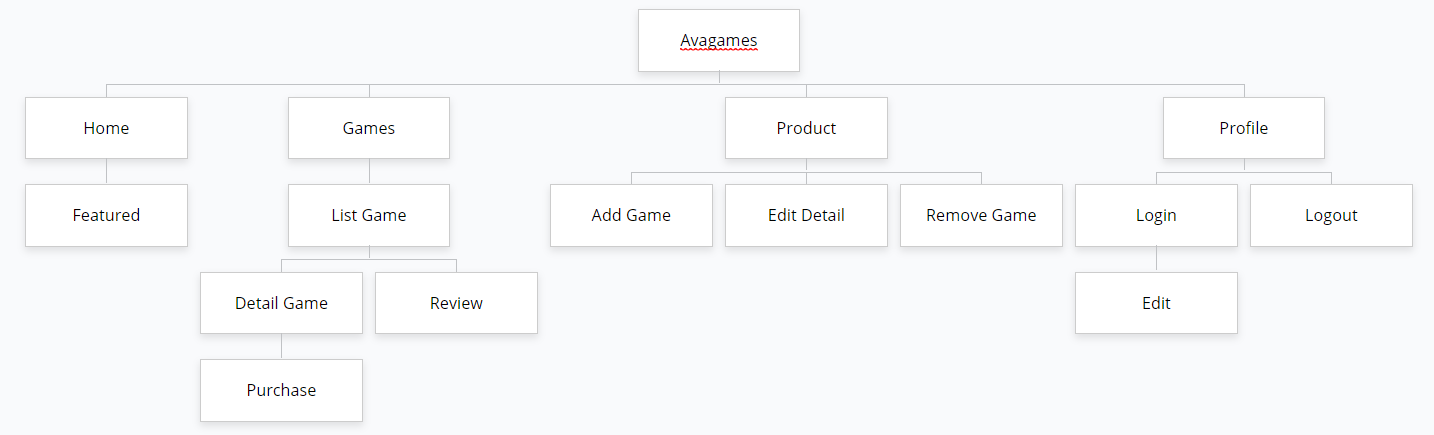 Avagames
Home
Games
Product
Profile
Featured
List Game
Add Game
Edit Detail
Remove Game
Login
Logout
Detail Game
Review
Edit
Purchase